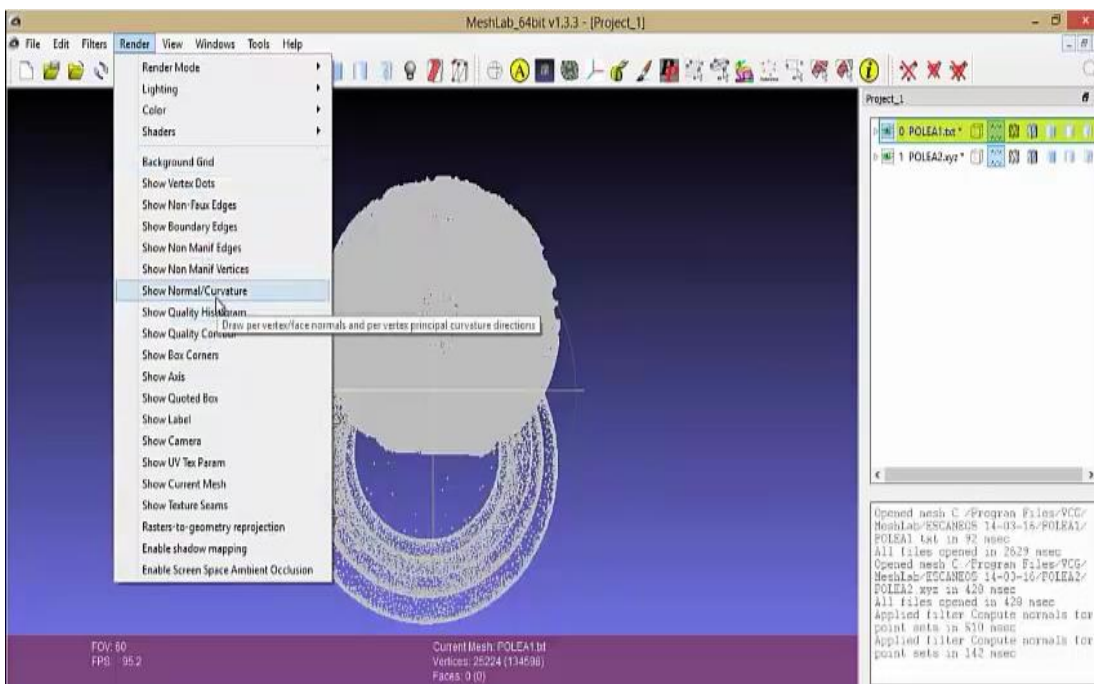 MeshLab_64bit v1.3.3 - [Project_1]
File Edit Filters Render View Windows Tools Help
Render Mode
Lighting
Color
Shaders
Background Grid
Show Vertex Dots
Show Non-Faux Edges
Show Boundary Edges
Show Non Manif Edges
Show Non Manif Vertices
Show Normal/Curvature
Show Quality Histogram
Draw per vertex/face normals and per vertex principal curvature directions
Show Quality Contour
Show Box Corners
Show Axis
Show Quoted Box
Show Label
Show Camera
Show UV Tex Param
Show Current Mesh
Show Texture Seams
Rasters-to-geometry reprojection
Enable shadow mapping
Enable Screen Space Ambient Occlusion
FOV: 60
FPS: 95.2
Current Mesh: POLEA1.txt
Vertices: 25224 (134598)
Faces: 0 (0)
Project_1
0 POLEA1.txt *
1 POLEA2.xyz *
Opened mesh C:/Program Files/VCG/
MeshLab/ESCANEOS 14-03-16/POLEA1/
POLEA1.txt in 92 msec
All files opened in 2629 msec
Opened mesh C:/Program Files/VCG/
MeshLab/ESCANEOS 14-03-16/POLEA2/
POLEA2.xyz in 420 msec
All files opened in 428 msec
Applied filter Compute normals for
point sets in 510 msec
Applied filter Compute normals for
point sets in 142 msec